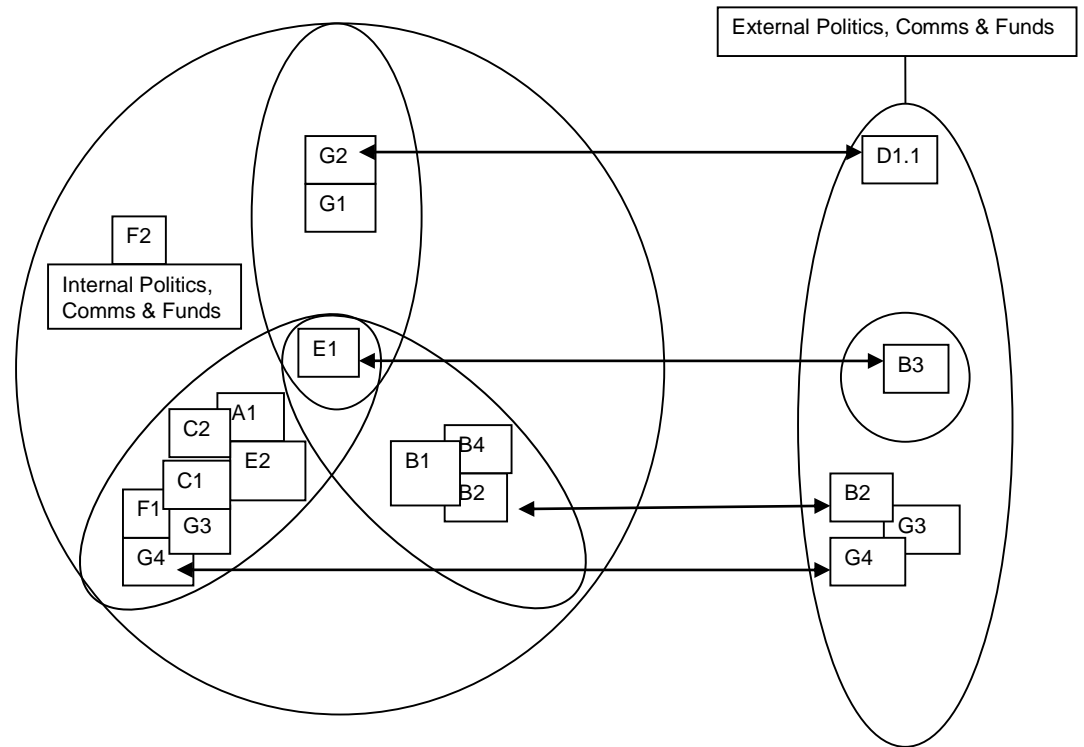 External Politics, Comms & Funds
G2
D1.1
G1
F2
Internal Politics,
Comms & Funds
E1
B3
A1
C2
B4
E2
B1
C1
B2
B2
F1
G3
G3
G4
G4